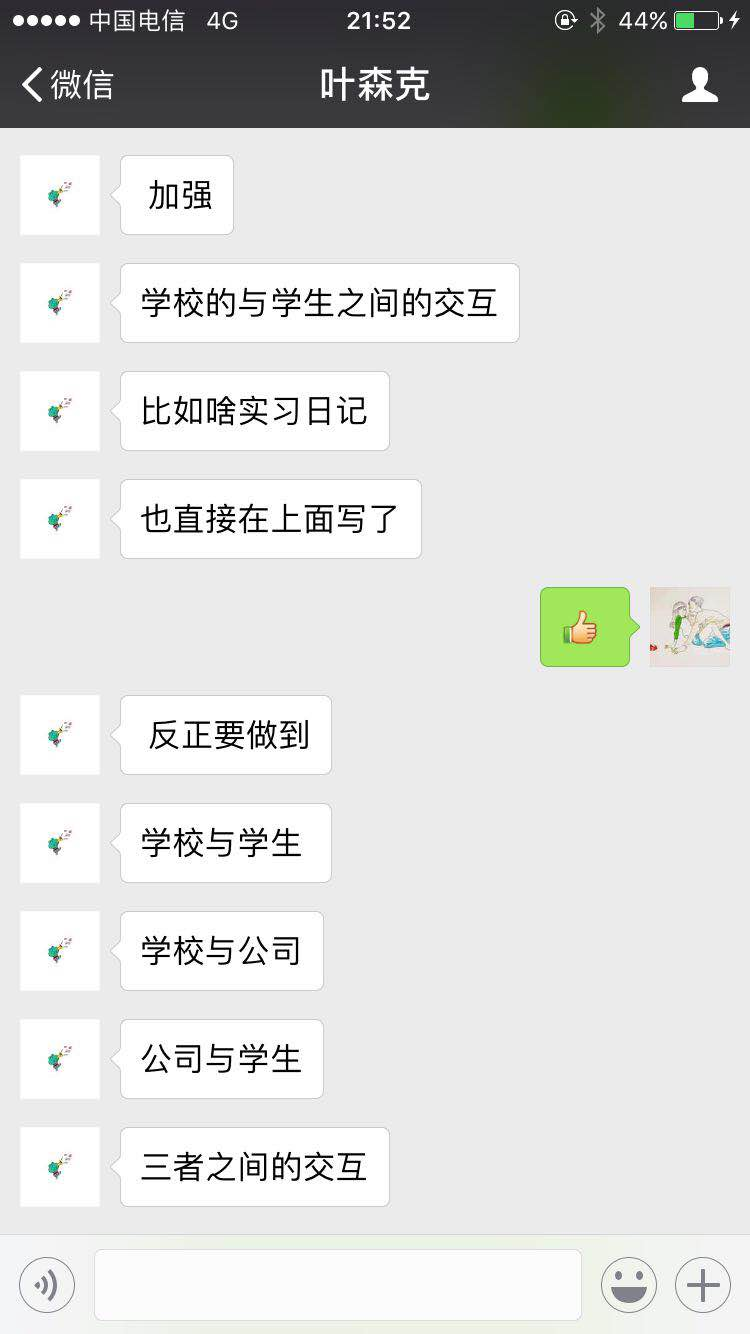 中国电信 4G 21:52 44%
微信 叶森克
加强
学校的与学生之间的交互
比如啥实习日记
也直接在上面写了
反正要做到
学校与学生
学校与公司
公司与学生
三者之间的交互